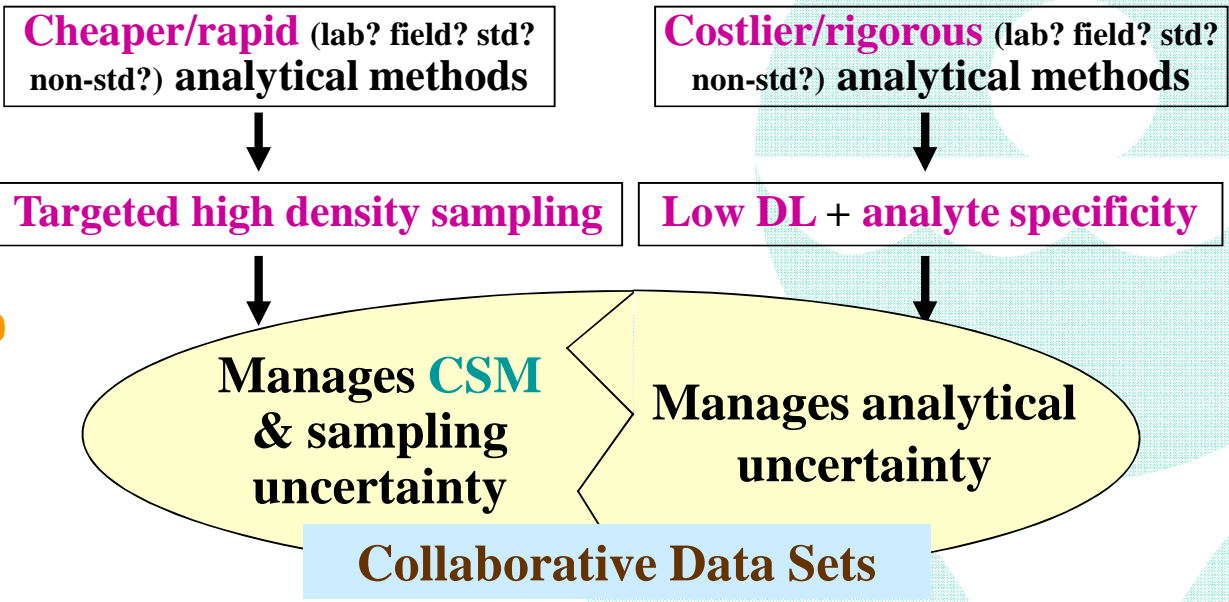 Cheaper/rapid (lab? field? std?
non-std?) analytical methods
Costlier/rigorous (lab? field? std?
non-std?) analytical methods
Targeted high density sampling
Low DL + analyte specificity
Manages CSM
& sampling
uncertainty
Manages analytical
uncertainty
Collaborative Data Sets